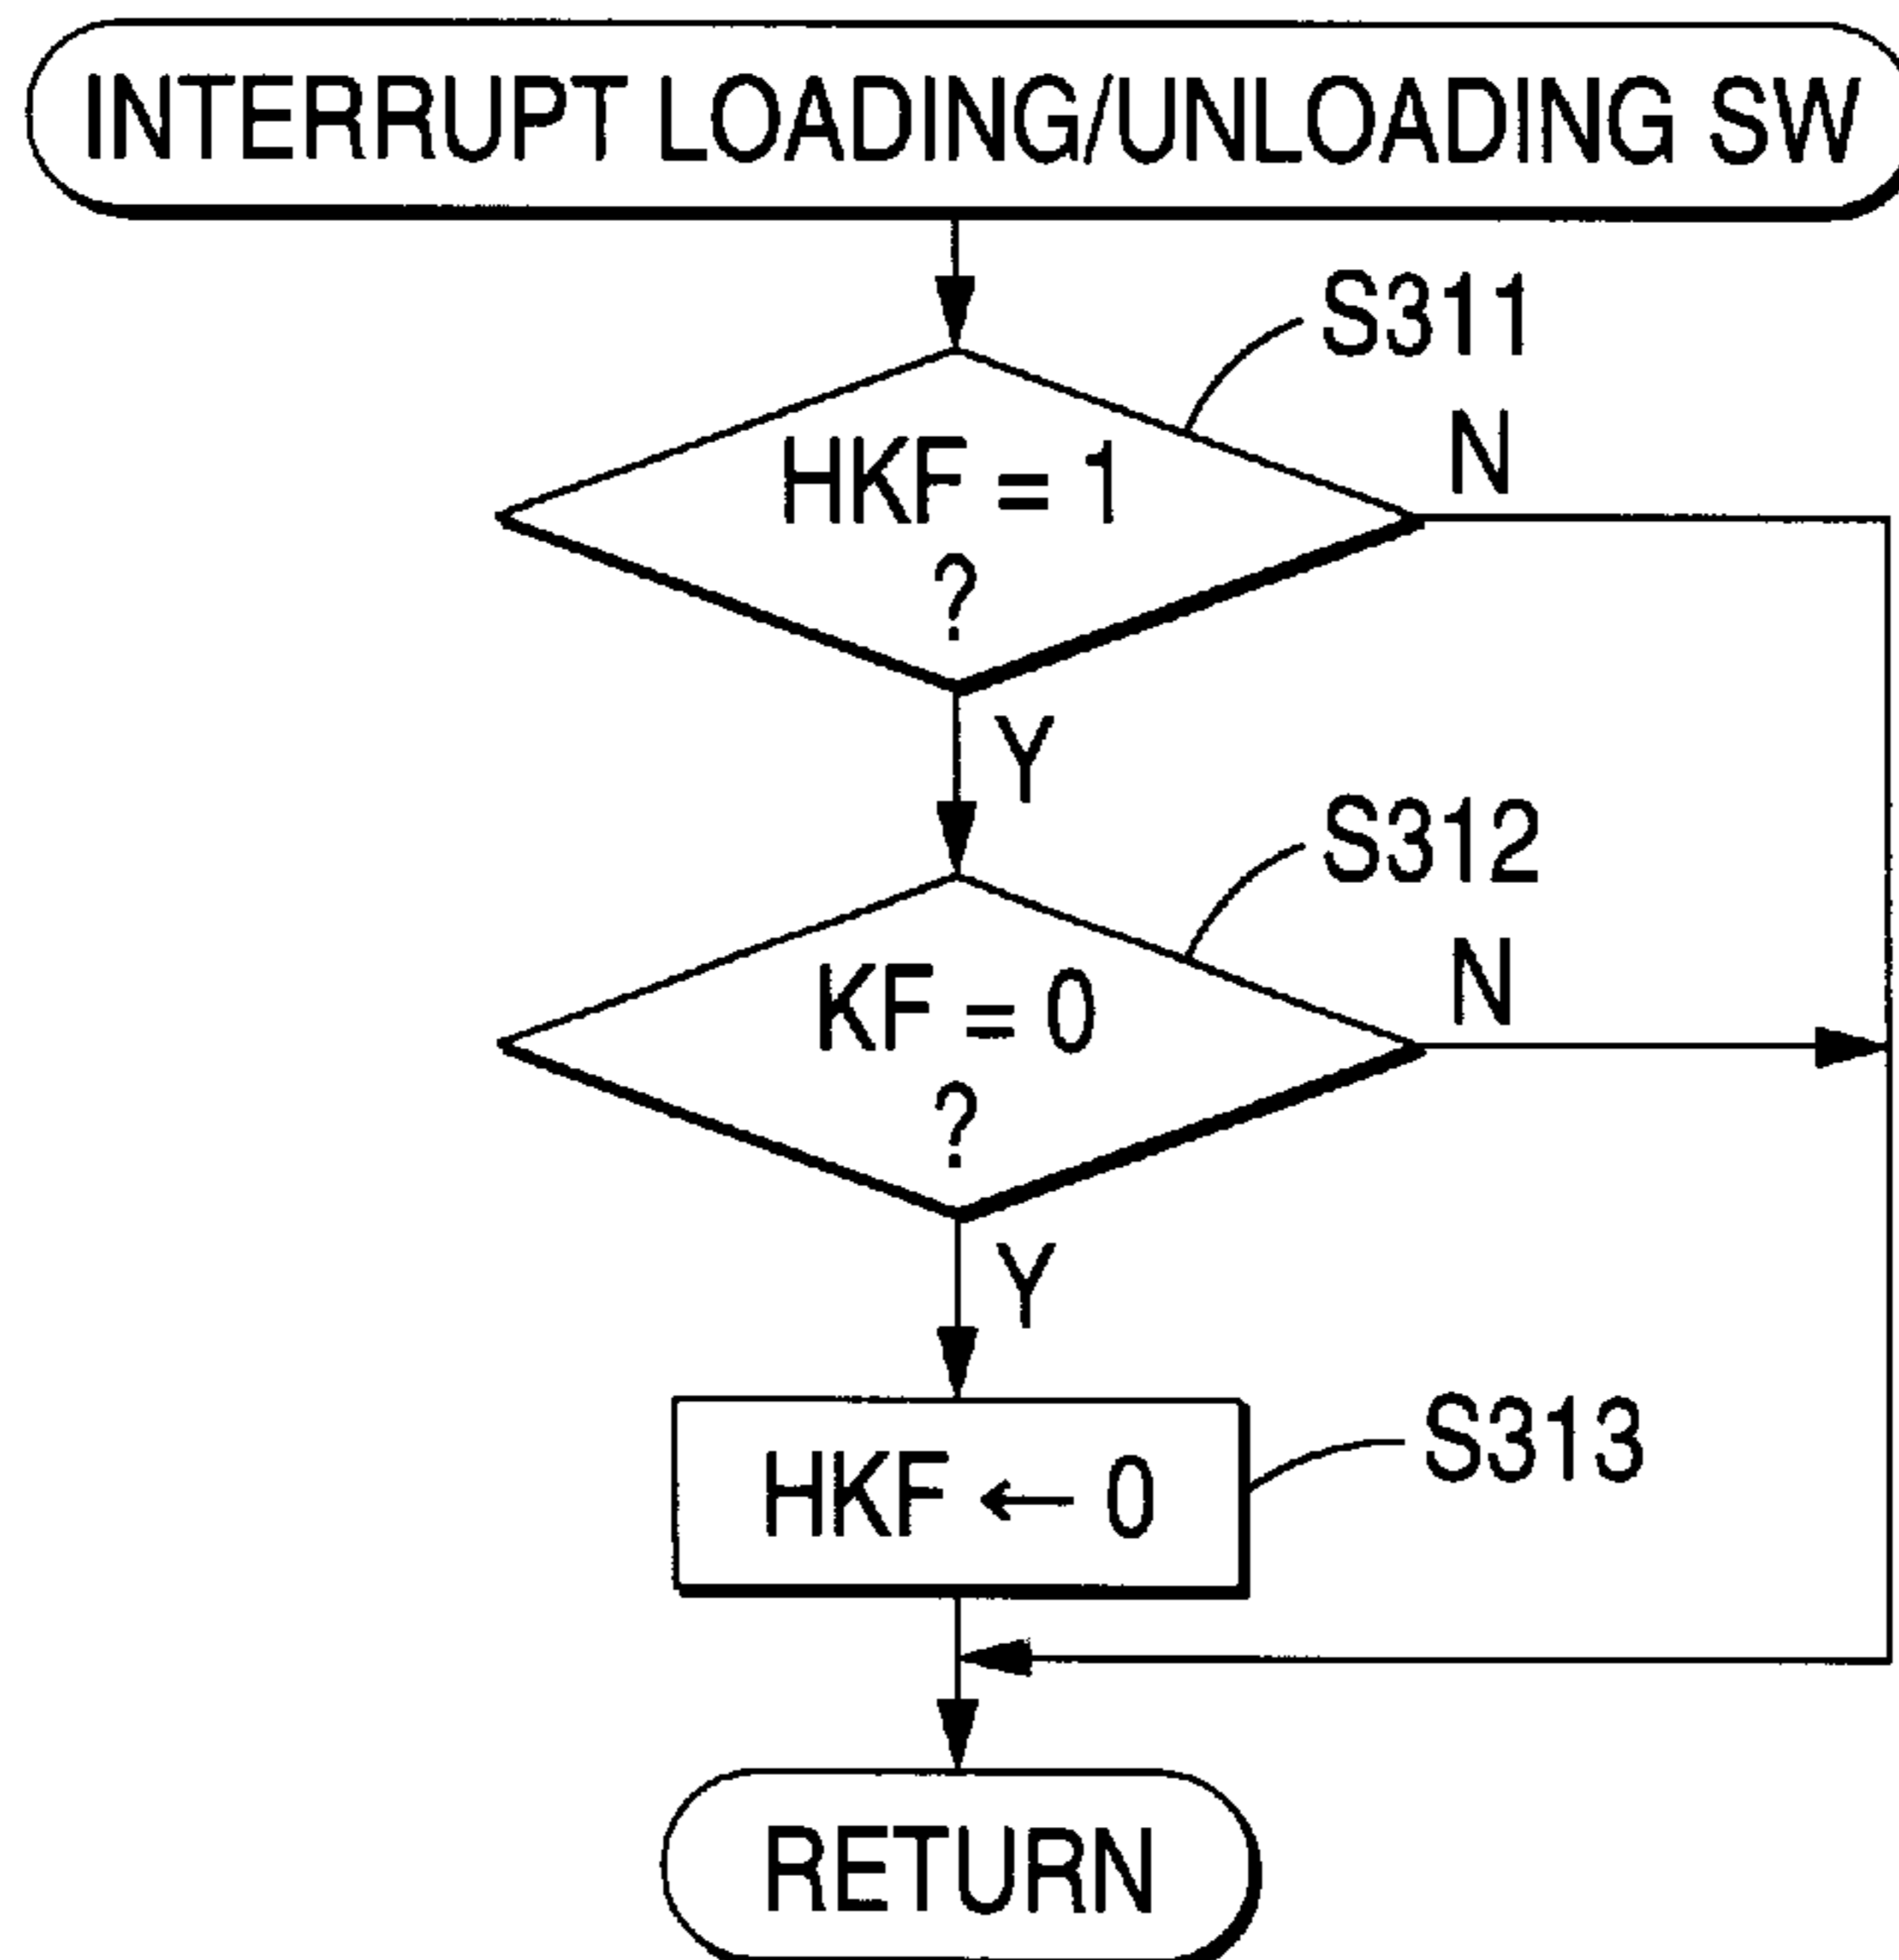 INTERRUPT LOADING/UNLOADING SW
S311
HKF = 1
?
N
Y
S312
KF = 0
?
N
Y
HKF ← 0
S313
RETURN